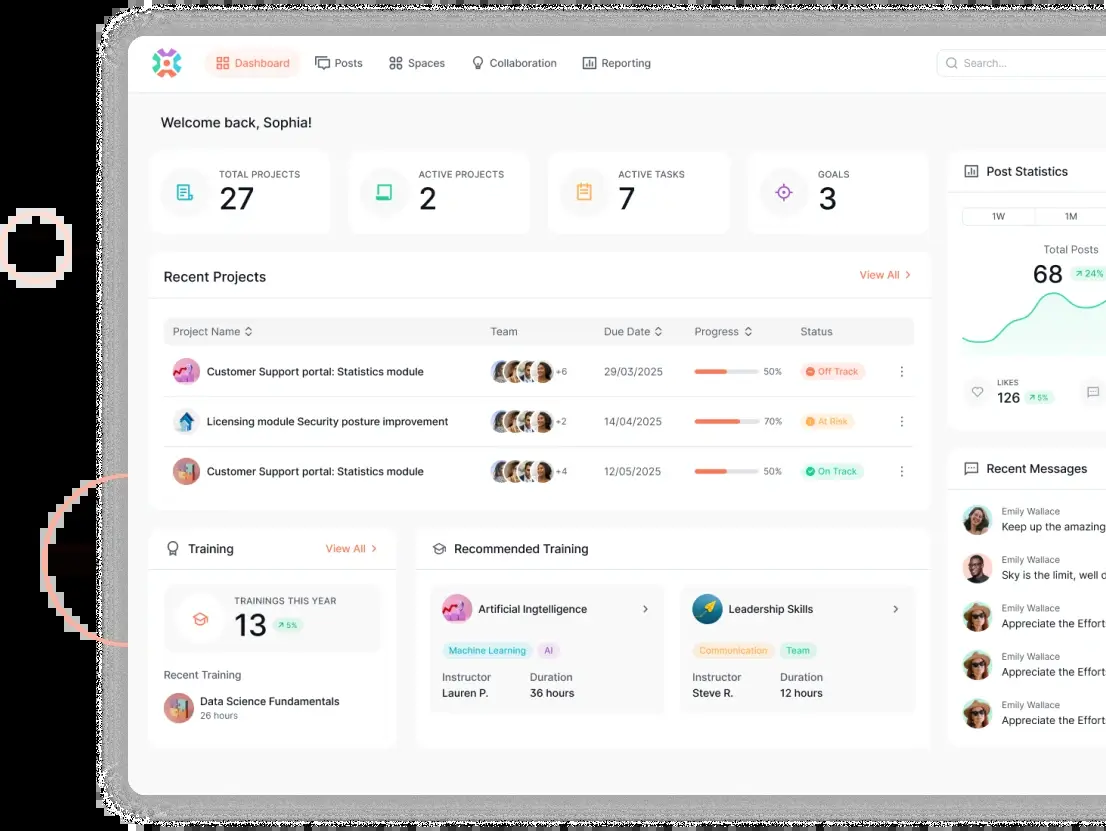 Dashboard Posts Spaces Collaboration Reporting Search...
Welcome back, Sophia!
TOTAL PROJECTS
27
ACTIVE PROJECTS
2
ACTIVE TASKS
7
GOALS
3
Recent Projects View All
Project Name Team Due Date Progress Status
Customer Support portal: Statistics module +6 29/03/2025 50% Off Track
Licensing module Security posture improvement +2 14/04/2025 70% At Risk
Customer Support portal: Statistics module +4 12/05/2025 50% On Track
Training View All
TRAININGS THIS YEAR
13 5%
Recent Training
Data Science Fundamentals
26 hours
Recommended Training
Artificial Ingtelligence
Machine Learning AI
Instructor Duration
Lauren P. 36 hours
Leadership Skills
Communication Team
Instructor Duration
Steve R. 12 hours
Post Statistics
1W 1M
Total Posts
68 24%
LIKES
126 5%
Recent Messages
Emily Wallace
Keep up the amazing
Emily Wallace
Sky is the limit, well d
Emily Wallace
Appreciate the Effort
Emily Wallace
Appreciate the Effort
Emily Wallace
Appreciate the Effort